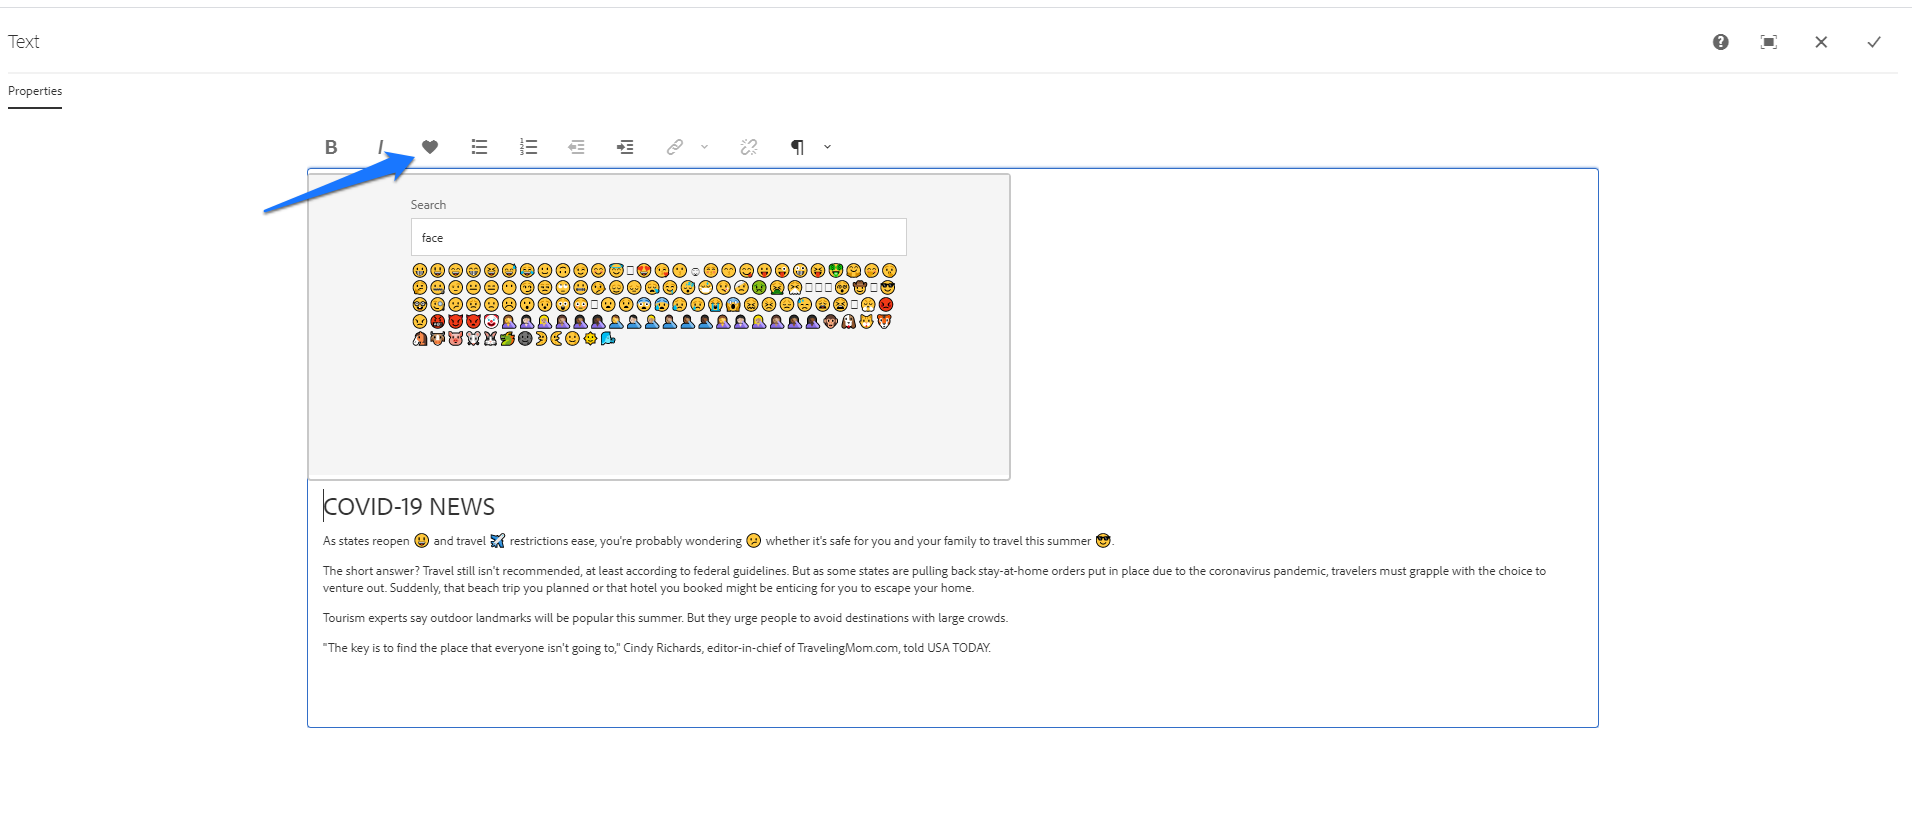 Text
Properties
B I
Search
face
COVID-19 NEWS
As states reopen 😃 and travel ✈️ restrictions ease, you're probably wondering 😕 whether it's safe for you and your family to travel this summer 😎.
The short answer? Travel still isn't recommended, at least according to federal guidelines. But as some states are pulling back stay-at-home orders put in place due to the coronavirus pandemic, travelers must grapple with the choice to
venture out. Suddenly, that beach trip you planned or that hotel you booked might be enticing for you to escape your home.
Tourism experts say outdoor landmarks will be popular this summer. But they urge people to avoid destinations with large crowds.
"The key is to find the place that everyone isn't going to," Cindy Richards, editor-in-chief of TravelingMom.com, told USA TODAY.